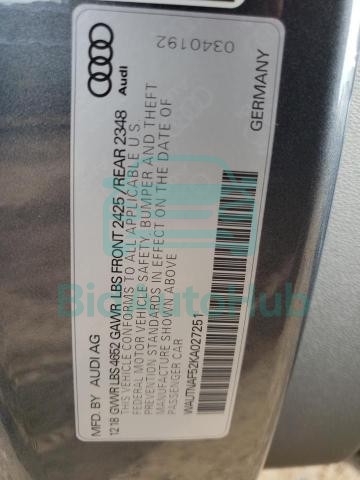 Audi
0340192
MFD. BY AUDI AG
GERMANY
12.18 GVWR LBS 4652 GAWR LBS FRONT 2425 / REAR 2348
THIS VEHICLE CONFORMS TO ALL APPLICABLE U.S.
FEDERAL MOTOR VEHICLE SAFETY, BUMPER AND THEFT
PREVENTION STANDARDS IN EFFECT ON THE DATE OF
MANUFACTURE SHOWN ABOVE
WAUTNAF52KA027251
PASSENGER CAR
BidAutoHub